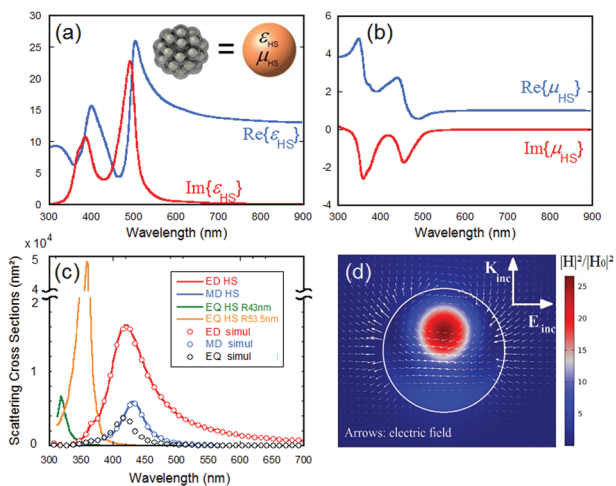 (a)
=
ε_HS
μ_HS
30
25
20
15
10
5
0
Re{ε_HS}
Im{ε_HS}
300 400 500 600 700 800 900
Wavelength (nm)
(b)
6
4
2
0
-2
-4
Re{μ_HS}
Im{μ_HS}
300 400 500 600 700 800 900
Wavelength (nm)
(c)
x 10⁴
Scattering Cross Sections (nm²)
5
4
2
1
0
ED HS
MD HS
EQ HS R43nm
EQ HS R53.5nm
ED simul
MD simul
EQ simul
300 350 400 450 500 550 600 650 700
Wavelength (nm)
(d)
K_inc
E_inc
Arrows: electric field
|H|²/|H₀|²
25
20
15
10
5
0